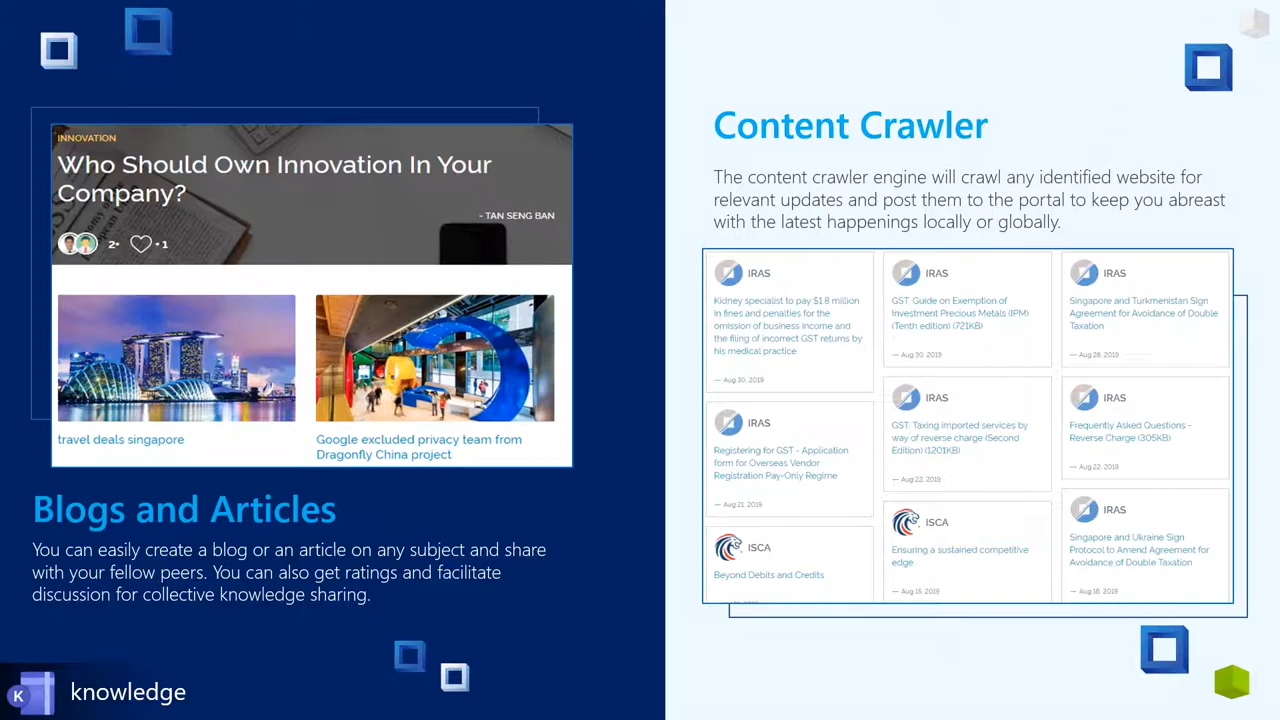 INNOVATION
Who Should Own Innovation In Your
Company?
- TAN SENG BAN
2+ • 1
travel deals singapore
Google excluded privacy team from
Dragonfly China project
Blogs and Articles
You can easily create a blog or an article on any subject and share
with your fellow peers. You can also get ratings and facilitate
discussion for collective knowledge sharing.
K knowledge
Content Crawler
The content crawler engine will crawl any identified website for
relevant updates and post them to the portal to keep you abreast
with the latest happenings locally or globally.
IRAS
Kidney specialist to pay $1.8 million
in fines and penalties for the
omission of business income and
the filing of incorrect GST returns by
his medical practice
— Aug 30, 2019
IRAS
Registering for GST - Application
form for Overseas Vendor
Registration Pay-Only Regime
— Aug 21, 2019
ISCA
Beyond Debits and Credits
IRAS
GST: Guide on Exemption of
Investment Precious Metals (IPM)
(Tenth edition) (721KB)
— Aug 30, 2019
IRAS
GST: Taxing imported services by
way of reverse charge (Second
Edition) (1201KB)
— Aug 22, 2019
ISCA
Ensuring a sustained competitive
edge
— Aug 15, 2019
IRAS
Singapore and Turkmenistan Sign
Agreement for Avoidance of Double
Taxation
— Aug 28, 2019
IRAS
Frequently Asked Questions -
Reverse Charge (305KB)
— Aug 22, 2019
IRAS
Singapore and Ukraine Sign
Protocol to Amend Agreement for
Avoidance of Double Taxation
— Aug 16, 2019